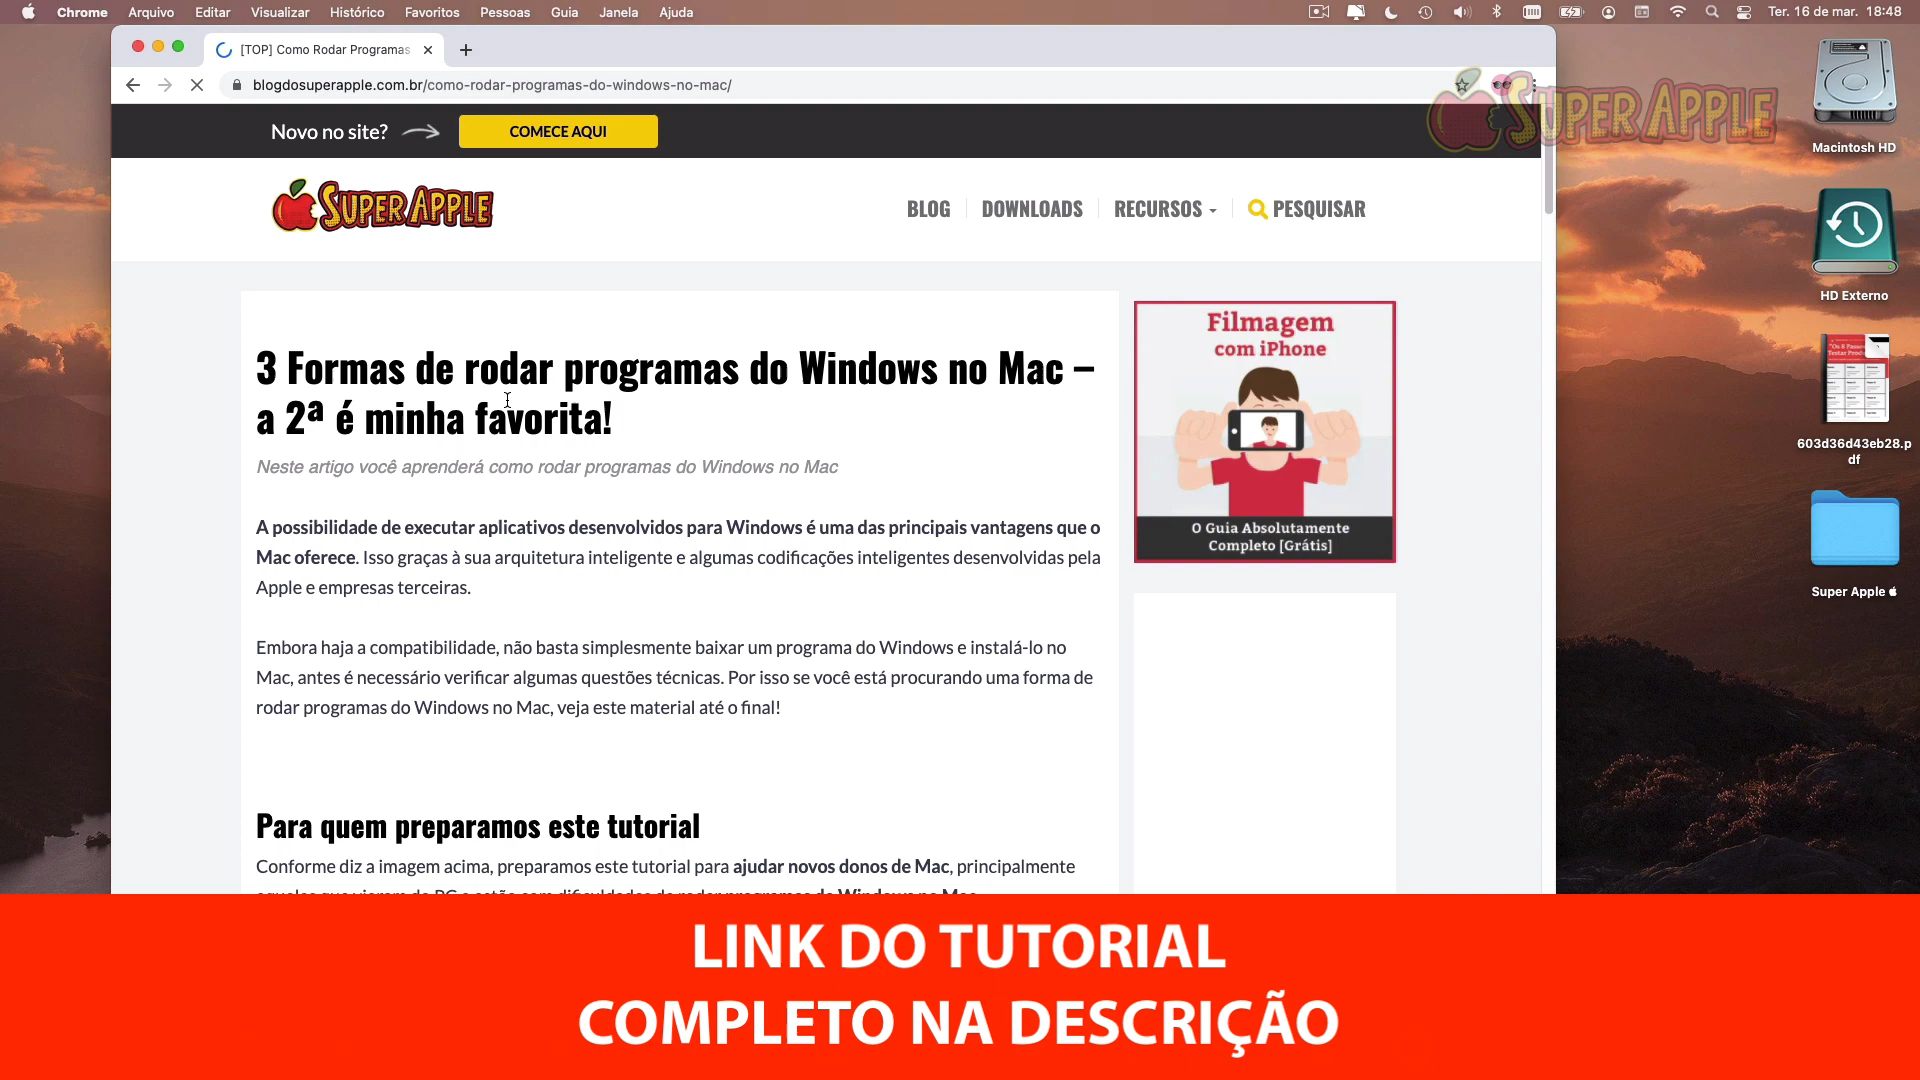 Chrome Arquivo Editar Visualizar Histórico Favoritos Pessoas Guia Janela Ajuda
Ter. 16 de mar. 18:48
[TOP] Como Rodar Programas
blogdosuperapple.com.br/como-rodar-programas-do-windows-no-mac/
SUPER APPLE
Macintosh HD
Novo no site?
COMECE AQUI
SUPER APPLE
BLOG
DOWNLOADS
RECURSOS
PESQUISAR
HD Externo
3 Formas de rodar programas do Windows no Mac –
a 2ª é minha favorita!
Neste artigo você aprenderá como rodar programas do Windows no Mac
A possibilidade de executar aplicativos desenvolvidos para Windows é uma das principais vantagens que o
Mac oferece. Isso graças à sua arquitetura inteligente e algumas codificações inteligentes desenvolvidas pela
Apple e empresas terceiras.
Embora haja a compatibilidade, não basta simplesmente baixar um programa do Windows e instalá-lo no
Mac, antes é necessário verificar algumas questões técnicas. Por isso se você está procurando uma forma de
rodar programas do Windows no Mac, veja este material até o final!
Para quem preparamos este tutorial
Conforme diz a imagem acima, preparamos este tutorial para ajudar novos donos de Mac, principalmente
Filmagem
com iPhone
O Guia Absolutamente
Completo [Grátis]
603d36d43eb28.p
df
Super Apple
LINK DO TUTORIAL
COMPLETO NA DESCRIÇÃO